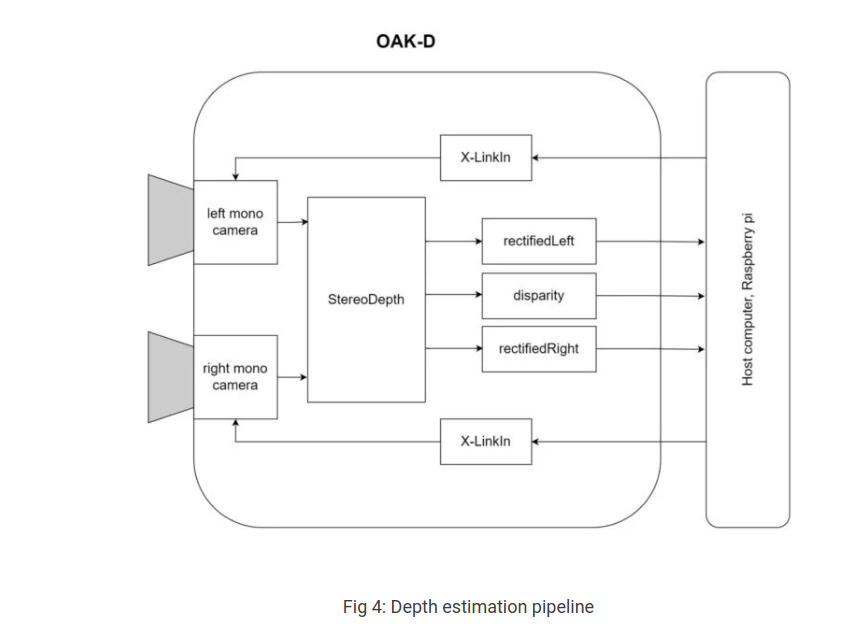 OAK-D
X-LinkIn
left mono
camera
StereoDepth
rectifiedLeft
disparity
rectifiedRight
right mono
camera
X-LinkIn
Host computer, Raspberry pi
Fig 4: Depth estimation pipeline